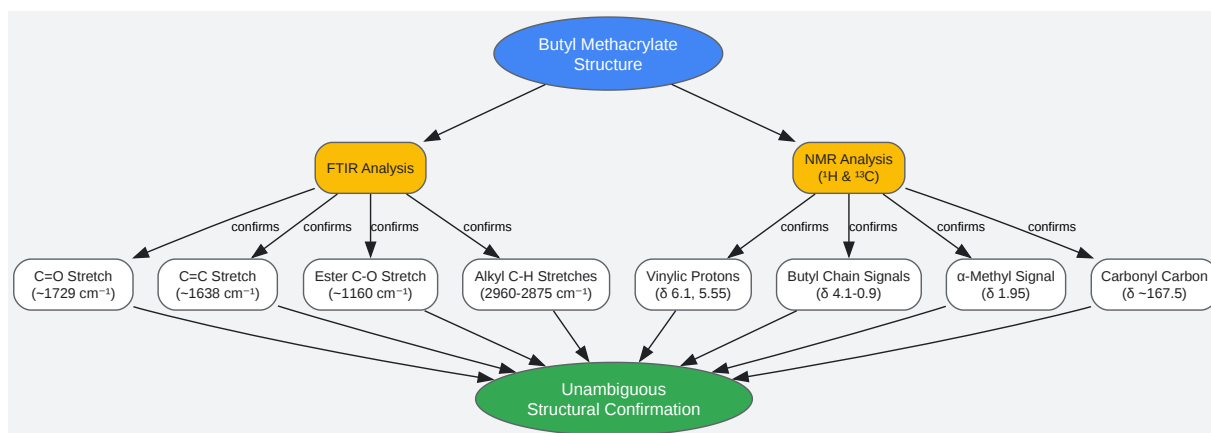 Butyl Methacrylate
Structure
FTIR Analysis
NMR Analysis
(¹H & ¹³C)
confirms
confirms
confirms
confirms
confirms
confirms
confirms
confirms
C=O Stretch
(~1729 cm⁻¹)
C=C Stretch
(~1638 cm⁻¹)
Ester C-O Stretch
(~1160 cm⁻¹)
Alkyl C-H Stretches
(2960-2875 cm⁻¹)
Vinylic Protons
(δ 6.1, 5.55)
Butyl Chain Signals
(δ 4.1-0.9)
α-Methyl Signal
(δ 1.95)
Carbonyl Carbon
(δ ~167.5)
Unambiguous
Structural Confirmation